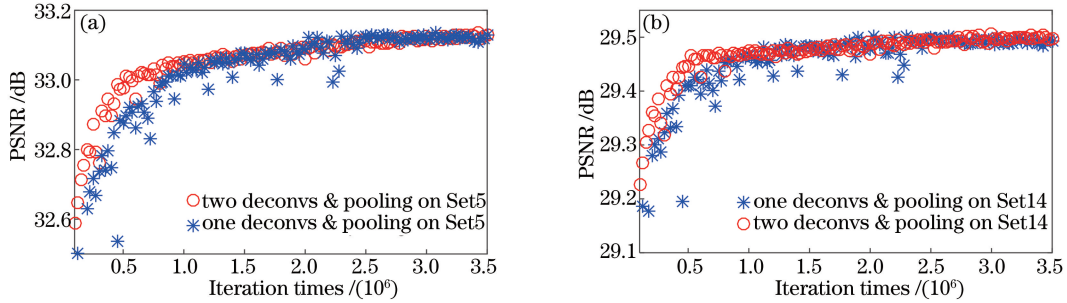 (a)
33.2
33.0
32.8
32.6
PSNR /dB
two deconvs & pooling on Set5
one deconvs & pooling on Set5
0.5 1.0 1.5 2.0 2.5 3.0 3.5
Iteration times /(10⁶)
(b)
29.5
29.4
29.3
29.2
29.1
PSNR /dB
one deconvs & pooling on Set14
two deconvs & pooling on Set14
0.5 1.0 1.5 2.0 2.5 3.0 3.5
Iteration times /(10⁶)